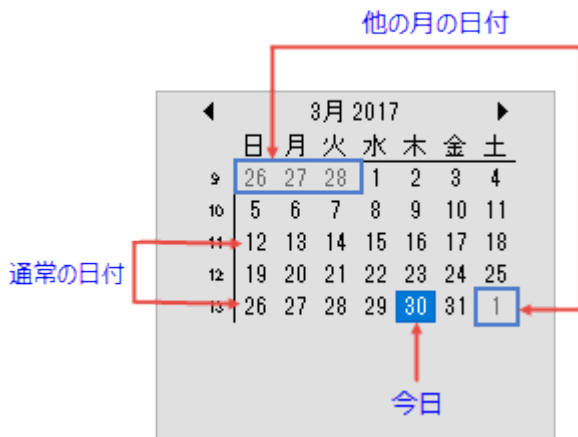 他の月の日付
3月 2017
日 月 火 水 木 金 土
9 26 27 28 1 2 3 4
10 5 6 7 8 9 10 11
11 12 13 14 15 16 17 18
通常の日付
12 19 20 21 22 23 24 25
13 26 27 28 29 30 31 1
今日